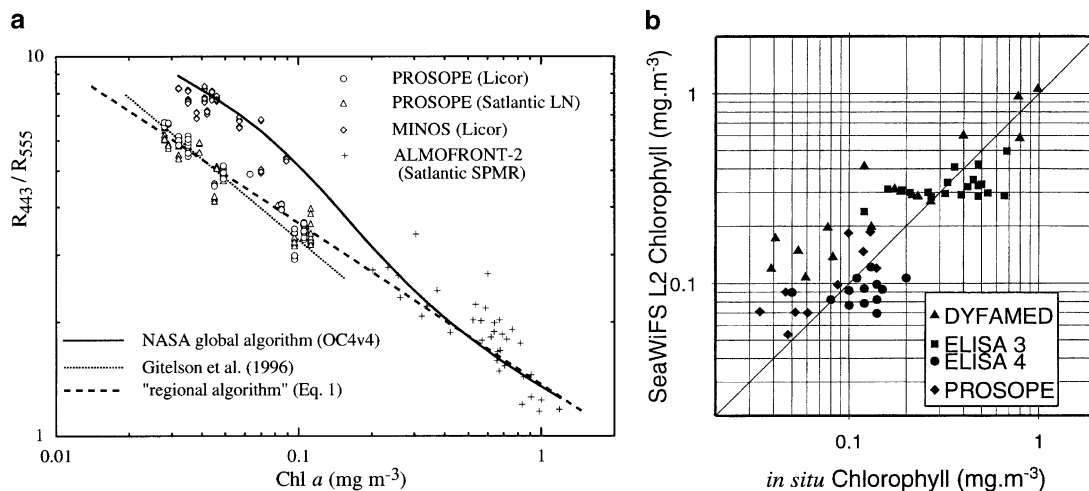 a
10
1
R443 / R555
0.01
0.1
1
Chl a (mg m-3)
PROSOPE (Licor)
PROSOPE (Satlantic LN)
MINOS (Licor)
ALMOFRONT-2
(Satlantic SPMR)
NASA global algorithm (OC4v4)
Gitelson et al. (1996)
"regional algorithm" (Eq. 1)
b
1
0.1
SeaWiFS L2 Chlorophyll (mg.m-3)
0.1
1
in situ Chlorophyll (mg.m-3)
DYFAMED
ELISA 3
ELISA 4
PROSOPE